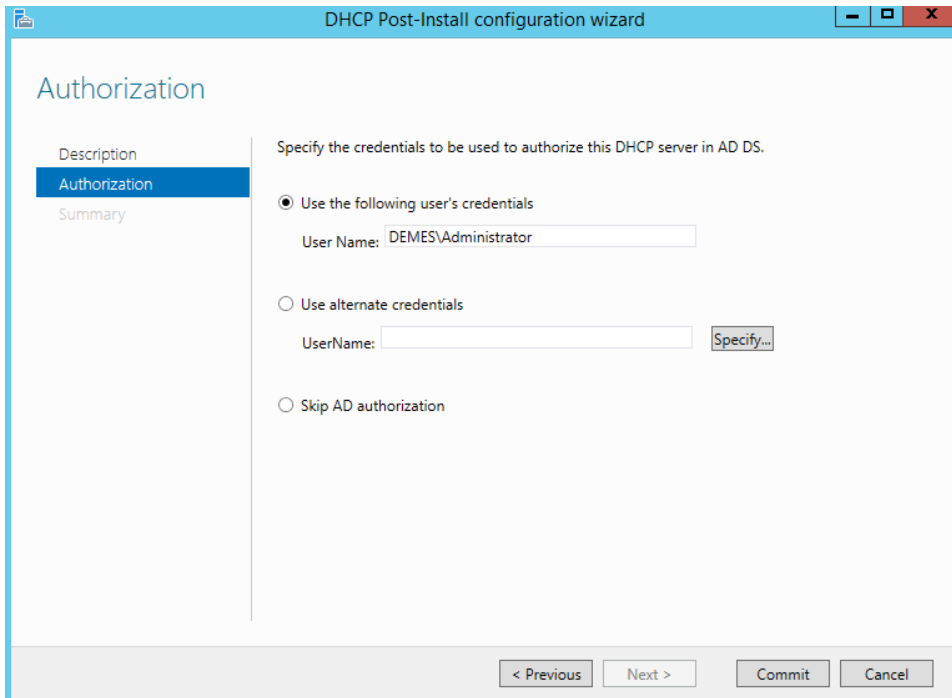 DHCP Post-Install configuration wizard
Authorization
Description
Authorization
Summary
Specify the credentials to be used to authorize this DHCP server in AD DS.
Use the following user's credentials
User Name: DEMES\Administrator
Use alternate credentials
UserName:
Specify...
Skip AD authorization
< Previous
Next >
Commit
Cancel